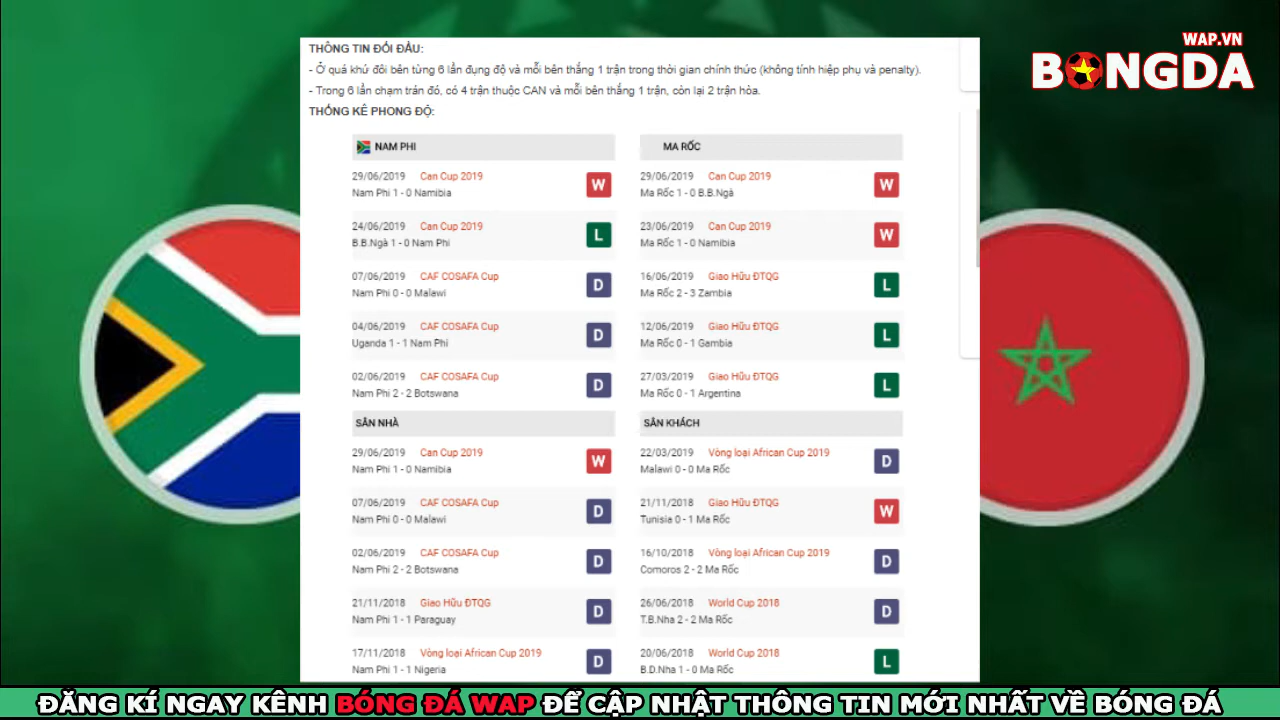 WAP.VN
BONGDA
THÔNG TIN ĐỐI ĐẦU:
- Ở quá khứ đôi bên từng 6 lần đụng độ và mỗi bên thắng 1 trận trong thời gian chính thức (không tính hiệp phụ và penalty).
- Trong 6 lần chạm trán đó, có 4 trận thuộc CAN và mỗi bên thắng 1 trận, còn lại 2 trận hòa.
THỐNG KÊ PHONG ĐỘ:
NAM PHI
29/06/2019 Can Cup 2019
Nam Phi 1 - 0 Namibia
W
24/06/2019 Can Cup 2019
B.B.Ngà 1 - 0 Nam Phi
L
07/06/2019 CAF COSAFA Cup
Nam Phi 0 - 0 Malawi
D
04/06/2019 CAF COSAFA Cup
Uganda 1 - 1 Nam Phi
D
02/06/2019 CAF COSAFA Cup
Nam Phi 2 - 2 Botswana
D
SÂN NHÀ
29/06/2019 Can Cup 2019
Nam Phi 1 - 0 Namibia
W
07/06/2019 CAF COSAFA Cup
Nam Phi 0 - 0 Malawi
D
02/06/2019 CAF COSAFA Cup
Nam Phi 2 - 2 Botswana
D
21/11/2018 Giao Hữu ĐTQG
Nam Phi 1 - 1 Paraguay
D
17/11/2018 Vòng loại African Cup 2019
Nam Phi 1 - 1 Nigeria
D
MA RỐC
29/06/2019 Can Cup 2019
Ma Rốc 1 - 0 B.B.Ngà
W
23/06/2019 Can Cup 2019
Ma Rốc 1 - 0 Namibia
W
16/06/2019 Giao Hữu ĐTQG
Ma Rốc 2 - 3 Zambia
L
12/06/2019 Giao Hữu ĐTQG
Ma Rốc 0 - 1 Gambia
L
27/03/2019 Giao Hữu ĐTQG
Ma Rốc 0 - 1 Argentina
L
SÂN KHÁCH
22/03/2019 Vòng loại African Cup 2019
Malawi 0 - 0 Ma Rốc
D
21/11/2018 Giao Hữu ĐTQG
Tunisia 0 - 1 Ma Rốc
W
16/10/2018 Vòng loại African Cup 2019
Comoros 2 - 2 Ma Rốc
D
26/06/2018 World Cup 2018
T.B.Nha 2 - 2 Ma Rốc
D
20/06/2018 World Cup 2018
B.D.Nha 1 - 0 Ma Rốc
L
ĐĂNG KÍ NGAY KÊNH BÓNG ĐÁ WAP ĐỂ CẬP NHẬT THÔNG TIN MỚI NHẤT VỀ BÓNG ĐÁ